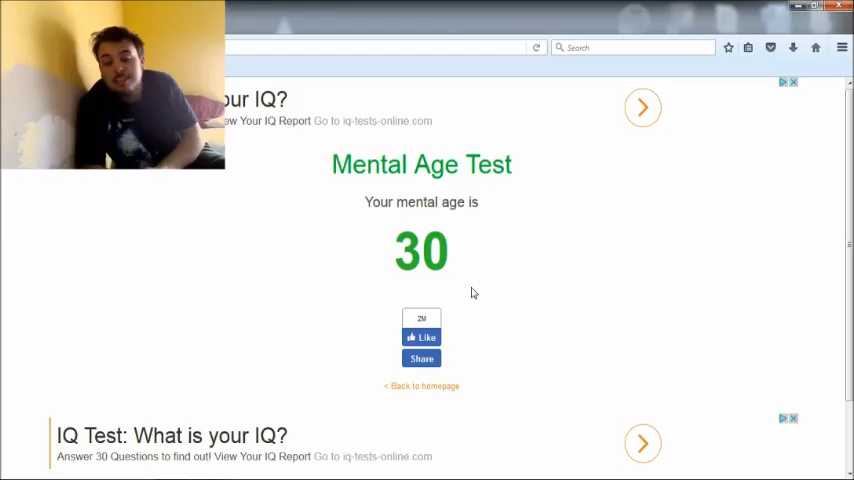 Search
our IQ?
ew Your IQ Report Go to iq-tests-online.com
Mental Age Test
Your mental age is
30
2M
Like
Share
< Back to homepage
IQ Test: What is your IQ?
Answer 30 Questions to find out! View Your IQ Report Go to iq-tests-online.com